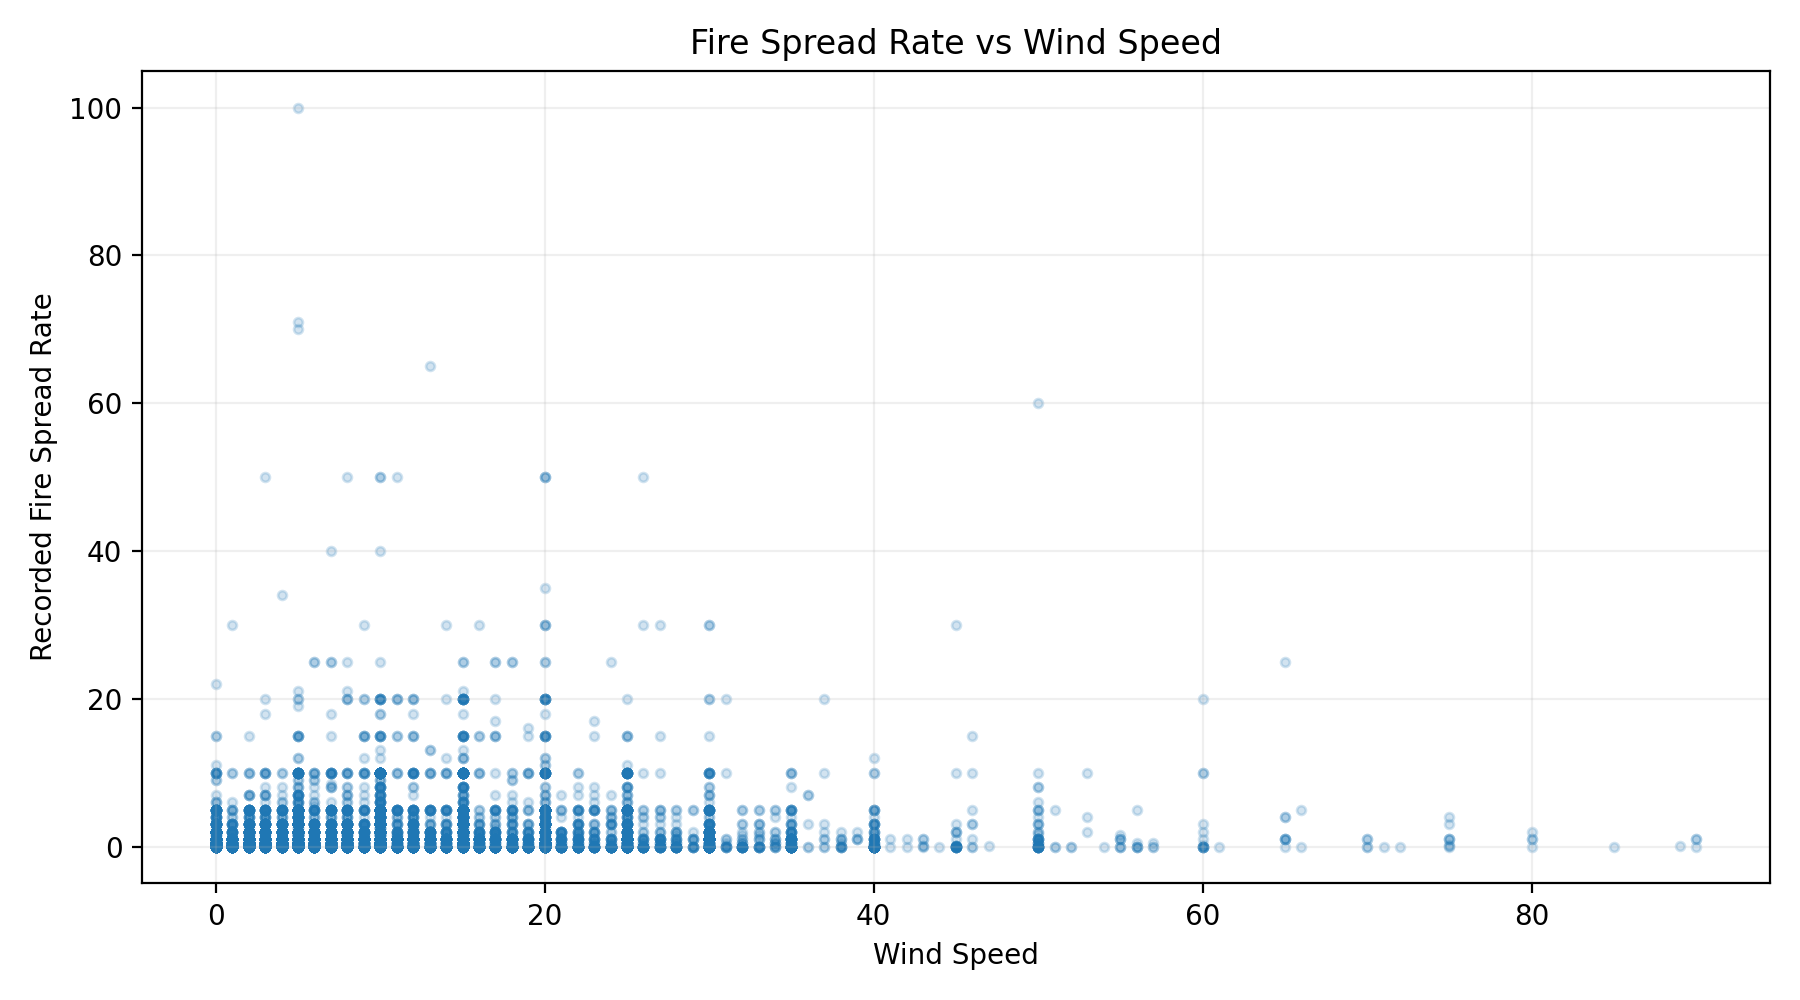 Fire Spread Rate vs Wind Speed
100
80
60
40
20
0
Recorded Fire Spread Rate
0 20 40 60 80
Wind Speed